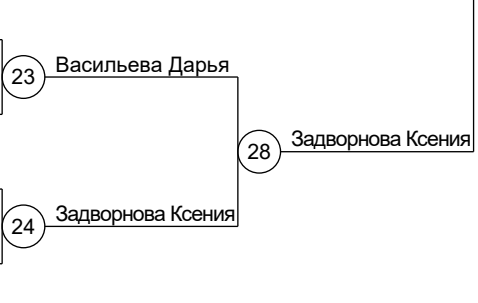 23 Васильева Дарья
28 Задворнова Ксения
24 Задворнова Ксения